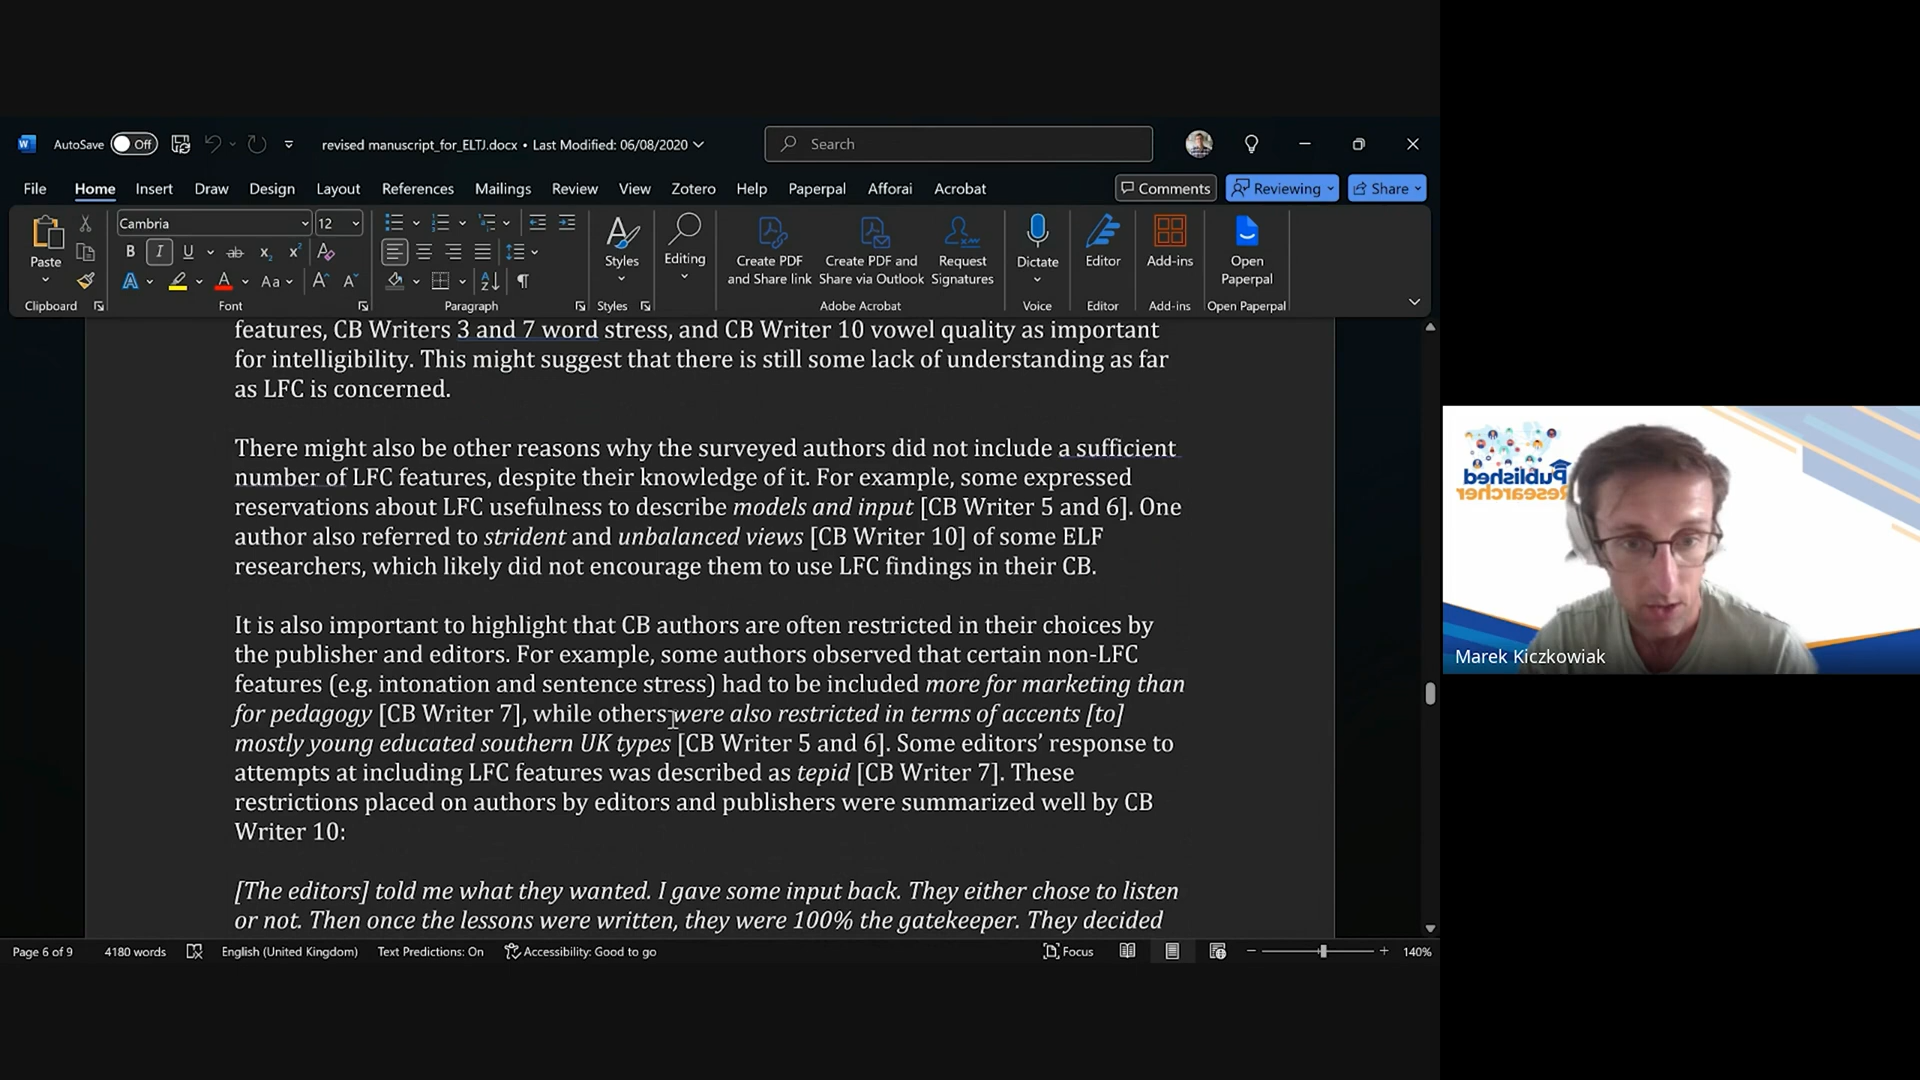 AutoSave Off revised manuscript_for_ELTJ.docx • Last Modified: 06/08/2020 Search
File Home Insert Draw Design Layout References Mailings Review View Zotero Help Paperpal Afforai Acrobat Comments Reviewing Share
Cambria 12
Paste
B I U ab x₂ x² A
A A Aa A A
Clipboard Font Paragraph
Styles
Styles
Editing
Create PDF
and Share link
Create PDF and
Share via Outlook
Request
Signatures
Adobe Acrobat
Dictate
Voice
Editor
Editor
Add-ins
Add-ins
Open
Paperpal
Open Paperpal
features, CB Writers 3 and 7 word stress, and CB Writer 10 vowel quality as important
for intelligibility. This might suggest that there is still some lack of understanding as far
as LFC is concerned.
There might also be other reasons why the surveyed authors did not include a sufficient
number of LFC features, despite their knowledge of it. For example, some expressed
reservations about LFC usefulness to describe models and input [CB Writer 5 and 6]. One
author also referred to strident and unbalanced views [CB Writer 10] of some ELF
researchers, which likely did not encourage them to use LFC findings in their CB.
It is also important to highlight that CB authors are often restricted in their choices by
the publisher and editors. For example, some authors observed that certain non-LFC
features (e.g. intonation and sentence stress) had to be included more for marketing than
for pedagogy [CB Writer 7], while others were also restricted in terms of accents [to]
mostly young educated southern UK types [CB Writer 5 and 6]. Some editors’ response to
attempts at including LFC features was described as tepid [CB Writer 7]. These
restrictions placed on authors by editors and publishers were summarized well by CB
Writer 10:
[The editors] told me what they wanted. I gave some input back. They either chose to listen
or not. Then once the lessons were written, they were 100% the gatekeeper. They decided
Page 6 of 9 4180 words English (United Kingdom) Text Predictions: On Accessibility: Good to go Focus 140%
Published
Researcher
Marek Kiczkowiak